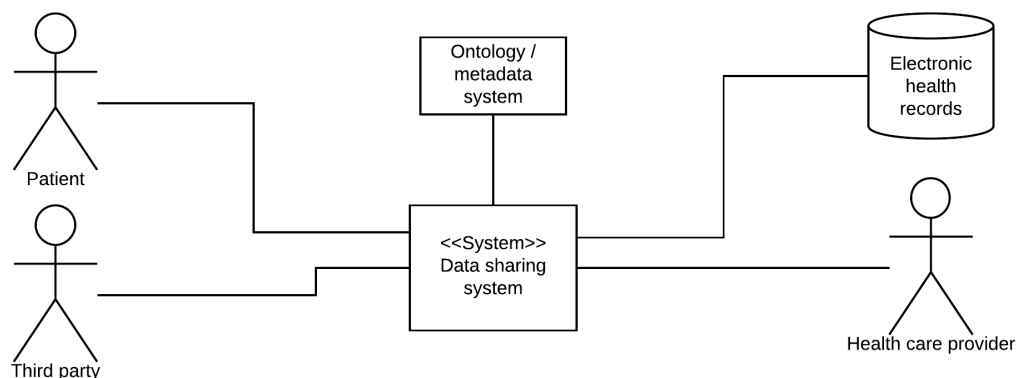 Ontology /
metadata
system
Electronic
health
records
Patient
<<System>>
Data sharing
system
Health care provider
Third party